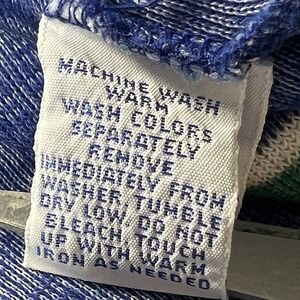 MACHINE WASH
WARM
WASH COLORS
SEPARATELY
REMOVE
IMMEDIATELY FROM
WASHER TUMBLE
DRY LOW. DO NOT
BLEACH. TOUCH
UP WITH WARM
IRON AS NEEDED